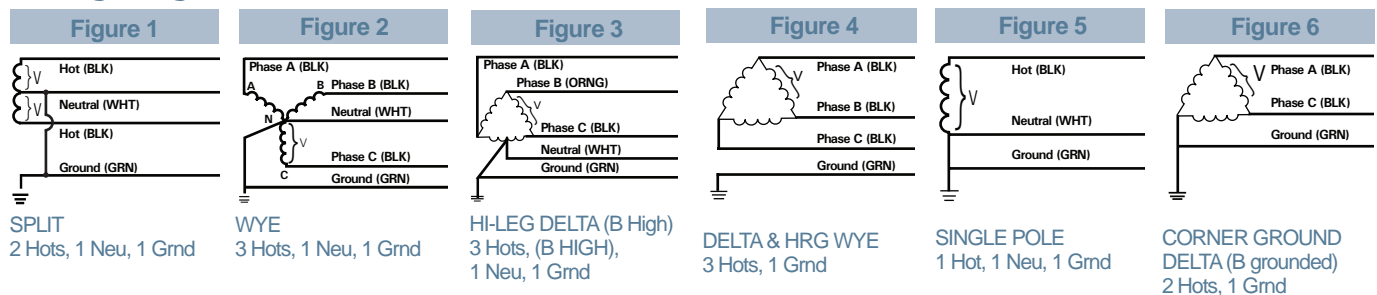 Figure 1
Hot (BLK)
V
Neutral (WHT)
V
Hot (BLK)
Ground (GRN)
SPLIT
2 Hots, 1 Neu, 1 Grnd
Figure 2
Phase A (BLK)
A
B Phase B (BLK)
Neutral (WHT)
N
V
Phase C (BLK)
C
Ground (GRN)
WYE
3 Hots, 1 Neu, 1 Grnd
Figure 3
Phase A (BLK)
Phase B (ORNG)
V
Phase C (BLK)
Neutral (WHT)
Ground (GRN)
HI-LEG DELTA (B High)
3 Hots, (B HIGH),
1 Neu, 1 Grnd
Figure 4
V
Phase A (BLK)
Phase B (BLK)
Phase C (BLK)
Ground (GRN)
DELTA & HRG WYE
3 Hots, 1 Grnd
Figure 5
Hot (BLK)
V
Neutral (WHT)
Ground (GRN)
SINGLE POLE
1 Hot, 1 Neu, 1 Grnd
Figure 6
V Phase A (BLK)
Phase C (BLK)
Ground (GRN)
CORNER GROUND
DELTA (B grounded)
2 Hots, 1 Grnd